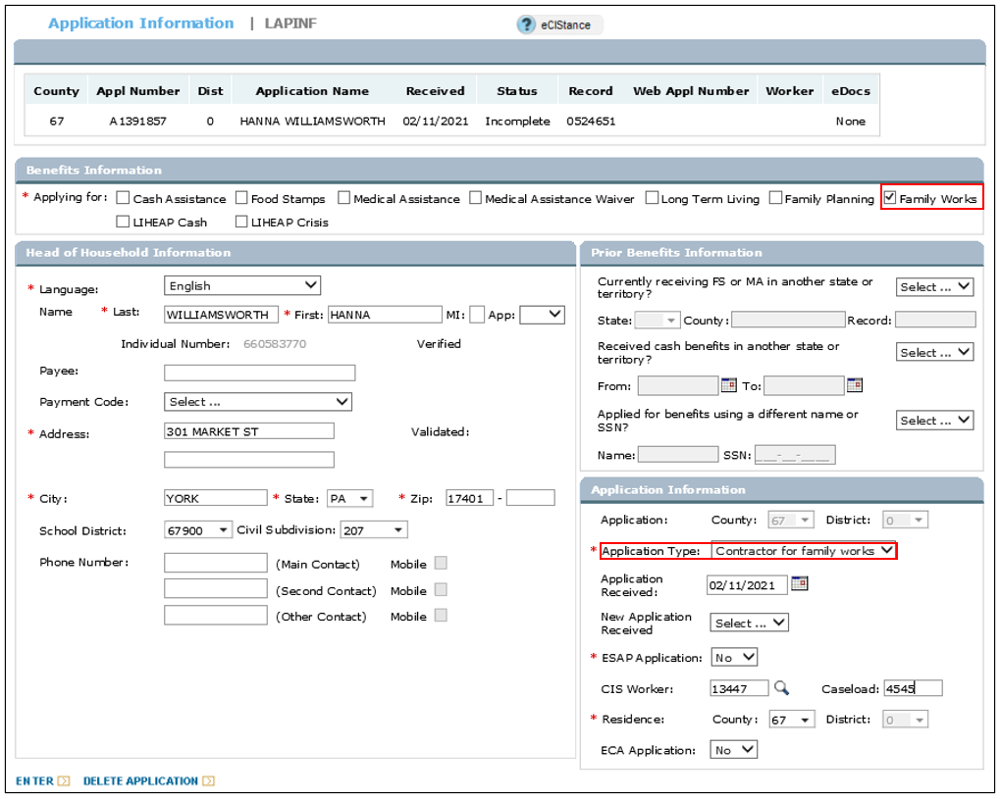 Application Information | LAPINF
? eCIStance
County Appl Number Dist Application Name Received Status Record Web Appl Number Worker eDocs
67 A1391857 0 HANNA WILLIAMSWORTH 02/11/2021 Incomplete 0524651 None
Benefits Information
* Applying for: Cash Assistance Food Stamps Medical Assistance Medical Assistance Waiver Long Term Living Family Planning Family Works
LIHEAP Cash LIHEAP Crisis
Head of Household Information
* Language: English
Name * Last: WILLIAMSWORTH * First: HANNA MI: App:
Individual Number: 660583770 Verified
Payee:
Payment Code: Select ...
* Address: 301 MARKET ST Validated:
* City: YORK * State: PA * Zip: 17401 -
School District: 67900 Civil Subdivision: 207
Phone Number: (Main Contact) Mobile
(Second Contact) Mobile
(Other Contact) Mobile
Prior Benefits Information
Currently receiving FS or MA in another state or
territory? Select ...
State: County: Record:
Received cash benefits in another state or
territory? Select ...
From: To:
Applied for benefits using a different name or
SSN? Select ...
Name: SSN: ___-__-____
Application Information
Application: County: 67 District: 0
* Application Type: Contractor for family works
Application
Received: 02/11/2021
New Application
Received Select ...
* ESAP Application: No
CIS Worker: 13447 Caseload: 4545
* Residence: County: 67 District: 0
ECA Application: No
ENTER DELETE APPLICATION